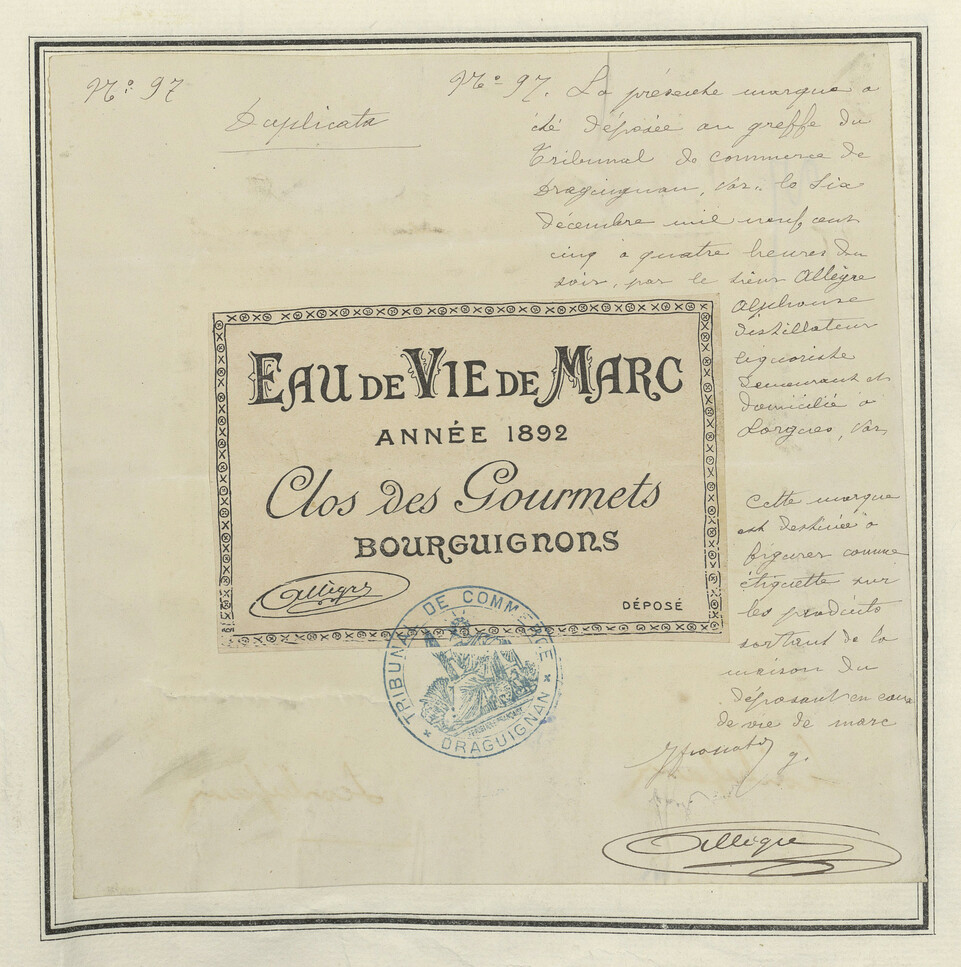 No. 97
Duplicata
No. 97. La présente marque a
été déposée au greffe du
Tribunal de commerce de
Draguignan, Var, le Six
décembre mil neuf cent
cinq à quatre heures du
soir, par le sieur Allègre
Alphonse
distillateur
liquoriste
demeurant et
domicilié à
Lorgues, Var
Cette marque
est destinée à
figurer comme
étiquette sur
les produits
sortant de la
maison du
déposant en eaux
de vie de marc
EAU DE VIE DE MARC
ANNÉE 1892
Clos des Gourmets
BOURGUIGNONS
Allègre
DÉPOSÉ
TRIBUNAL DE COMMERCE
DRAGUIGNAN
Allègre